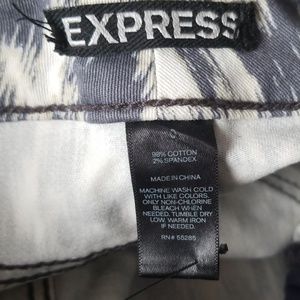 EXPRESS
98% COTTON
2% SPANDEX
MADE IN CHINA
MACHINE WASH COLD
WITH LIKE COLORS.
ONLY NON-CHLORINE
BLEACH WHEN
NEEDED. TUMBLE DRY
LOW. WARM IRON
IF NEEDED.
RN# 55285